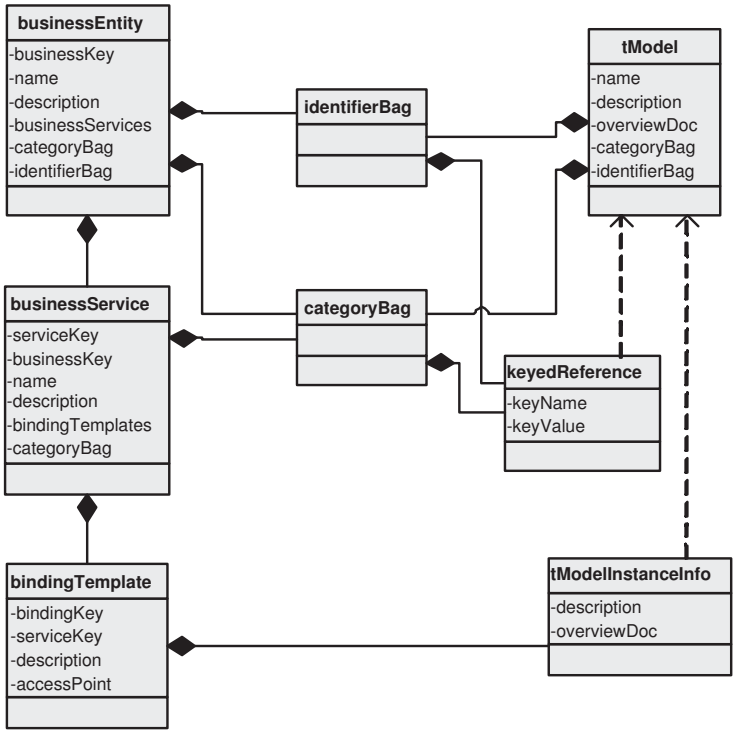 businessEntity
-businessKey
-name
-description
-businessServices
-categoryBag
-identifierBag
identifierBag
tModel
-name
-description
-overviewDoc
-categoryBag
-identifierBag
businessService
-serviceKey
-businessKey
-name
-description
-bindingTemplates
-categoryBag
categoryBag
keyedReference
-keyName
-keyValue
bindingTemplate
-bindingKey
-serviceKey
-description
-accessPoint
tModelInstanceInfo
-description
-overviewDoc